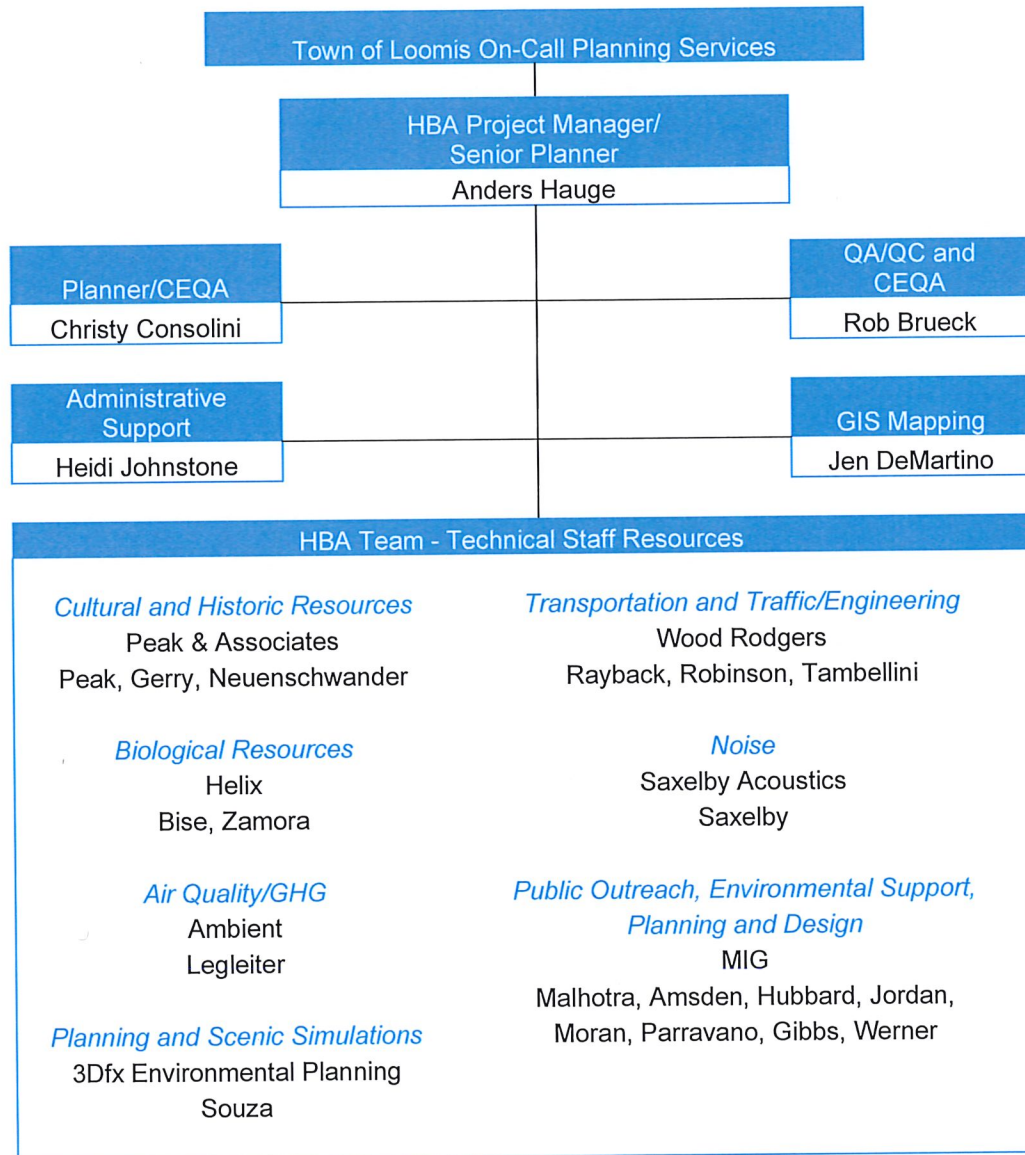 Town of Loomis On-Call Planning Services
HBA Project Manager/
Senior Planner
Anders Hauge
Planner/CEQA
Christy Consolini
QA/QC and
CEQA
Rob Brueck
Administrative
Support
Heidi Johnstone
GIS Mapping
Jen DeMartino
HBA Team - Technical Staff Resources
Cultural and Historic Resources
Peak & Associates
Peak, Gerry, Neuenschwander
Biological Resources
Helix
Bise, Zamora
Air Quality/GHG
Ambient
Legleiter
Planning and Scenic Simulations
3Dfx Environmental Planning
Souza
Transportation and Traffic/Engineering
Wood Rodgers
Rayback, Robinson, Tambellini
Noise
Saxelby Acoustics
Saxelby
Public Outreach, Environmental Support,
Planning and Design
MIG
Malhotra, Amsden, Hubbard, Jordan,
Moran, Parravano, Gibbs, Werner